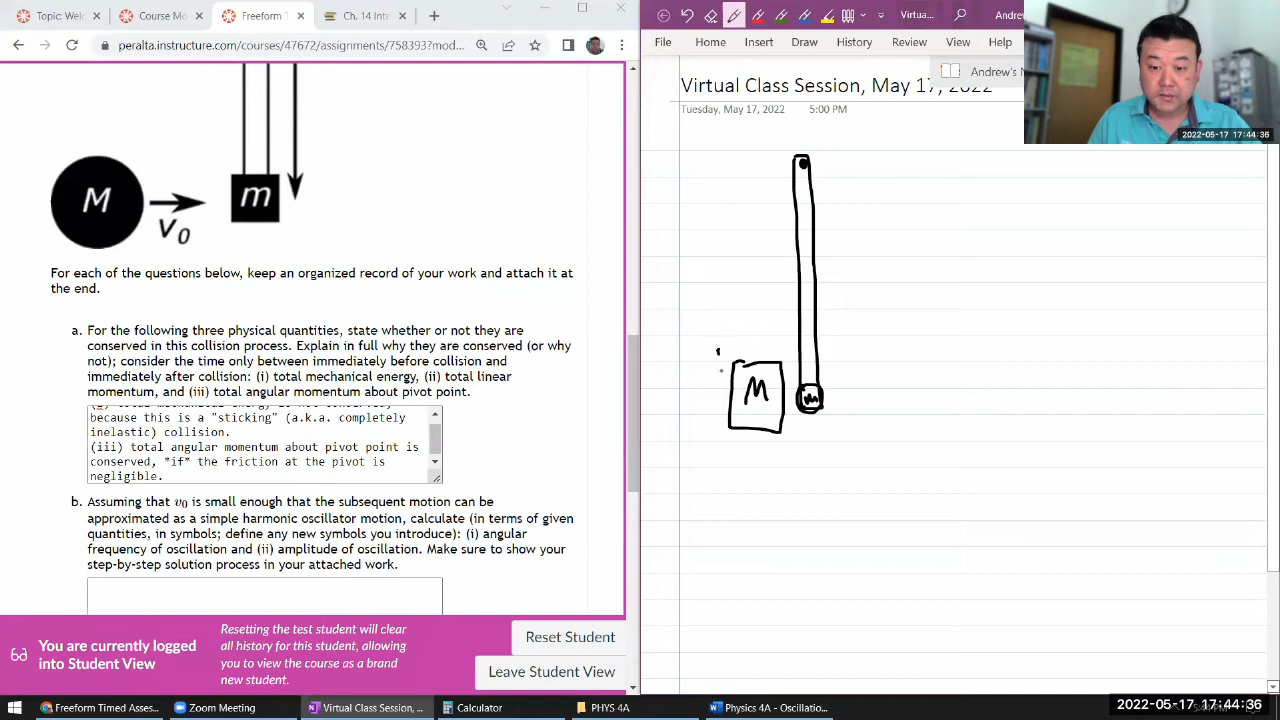 Topic: Welc
Course Mo
Freeform T
Ch. 14 Intr
peralta.instructure.com/courses/47672/assignments/758393?mod...
M
v0
m
For each of the questions below, keep an organized record of your work and attach it at
the end.
a. For the following three physical quantities, state whether or not they are
conserved in this collision process. Explain in full why they are conserved (or why
not); consider the time only between immediately before collision and
immediately after collision: (i) total mechanical energy, (ii) total linear
momentum, and (iii) total angular momentum about pivot point.
because this is a "sticking" (a.k.a. completely
inelastic) collision.
(iii) total angular momentum about pivot point is
conserved, "if" the friction at the pivot is
negligible.
b. Assuming that v0 is small enough that the subsequent motion can be
approximated as a simple harmonic oscillator motion, calculate (in terms of given
quantities, in symbols; define any new symbols you introduce): (i) angular
frequency of oscillation and (ii) amplitude of oscillation. Make sure to show your
step-by-step solution process in your attached work.
You are currently logged
into Student View
Resetting the test student will clear
all history for this student, allowing
you to view the course as a brand
new student.
Reset Student
Leave Student View
Virtua...
Andre
File
Home
Insert
Draw
History
Review
View
Help
Andrew's N
Virtual Class Session, May 17, 2022
Tuesday, May 17, 2022
5:00 PM
M
m
2022-05-17 17:44:36
Freeform Timed Asses...
Zoom Meeting
Virtual Class Session, ...
Calculator
PHYS 4A
Physics 4A - Oscillatio...
2022-05-17 17:44:36